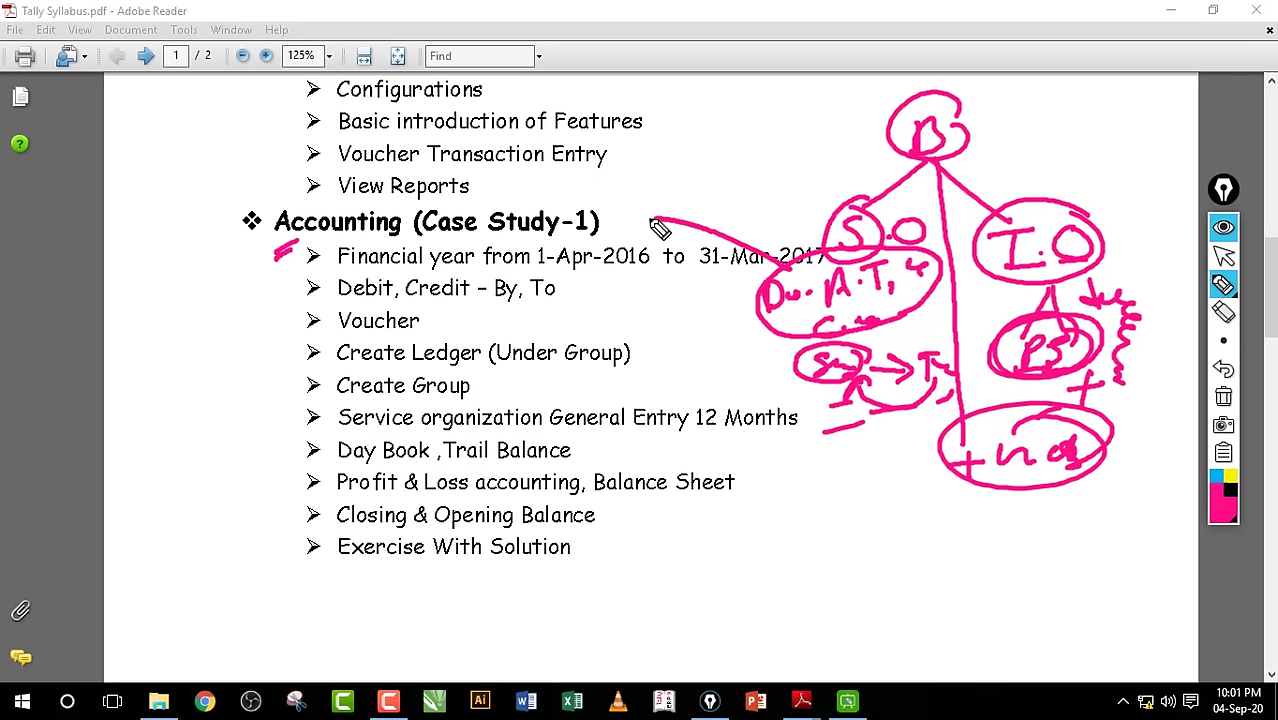 Tally Syllabus.pdf - Adobe Reader
File Edit View Document Tools Window Help
1 / 2 125% Find
Configurations
Basic introduction of Features
Voucher Transaction Entry
View Reports
Accounting (Case Study-1)
Financial year from 1-Apr-2016 to 31-Mar-2017
Debit, Credit – By, To
Voucher
Create Ledger (Under Group)
Create Group
Service organization General Entry 12 Months
Day Book ,Trail Balance
Profit & Loss accounting, Balance Sheet
Closing & Opening Balance
Exercise With Solution
B
S.O
I.O
PS
10:01 PM
04-Sep-20